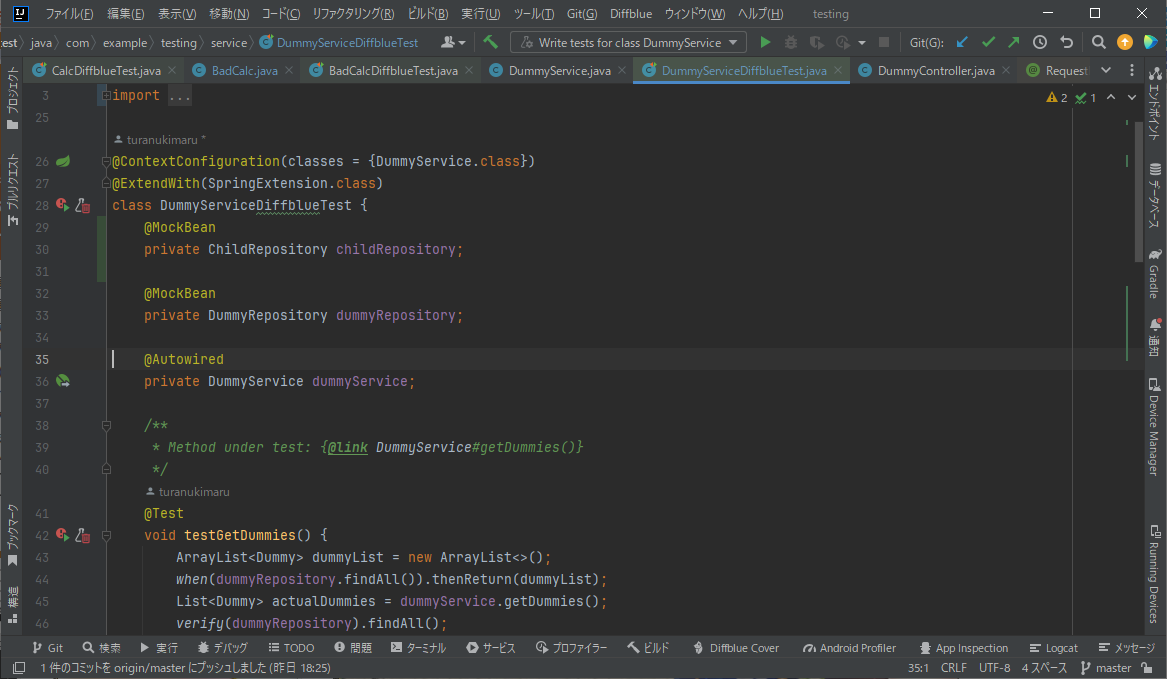 IJ ファイル(F) 編集(E) 表示(V) 移動(N) コード(C) リファクタリング(R) ビルド(B) 実行(U) ツール(T) Git(G) Diffblue ウィンドウ(W) ヘルプ(H) testing
est java com example testing service DummyServiceDiffblueTest Write tests for class DummyService Git(G):
CalcDiffblueTest.java BadCalc.java BadCalcDiffblueTest.java DummyService.java DummyServiceDiffblueTest.java DummyController.java Request
3 import ... 2 1
25
turanukimaru *
26 @ContextConfiguration(classes = {DummyService.class})
27 @ExtendWith(SpringExtension.class)
28 class DummyServiceDiffblueTest {
29 @MockBean
30 private ChildRepository childRepository;
31
32 @MockBean
33 private DummyRepository dummyRepository;
34
35 @Autowired
36 private DummyService dummyService;
37
38 /**
39 * Method under test: {@link DummyService#getDummies()}
40 */
turanukimaru
41 @Test
42 void testGetDummies() {
43 ArrayList<Dummy> dummyList = new ArrayList<>();
44 when(dummyRepository.findAll()).thenReturn(dummyList);
45 List<Dummy> actualDummies = dummyService.getDummies();
46 verify(dummyRepository).findAll();
プロジェクト
プルリクエスト
ブックマーク
構造
エンドポイント
データベース
Gradle
通知
Device Manager
Running Devices
Git 検索 実行 デバッグ TODO 問題 ターミナル サービス プロファイラー ビルド Diffblue Cover Android Profiler App Inspection Logcat メッセージ
1 件のコミットを origin/master にプッシュしました (昨日 18:25) 35:1 CRLF UTF-8 4 スペース master